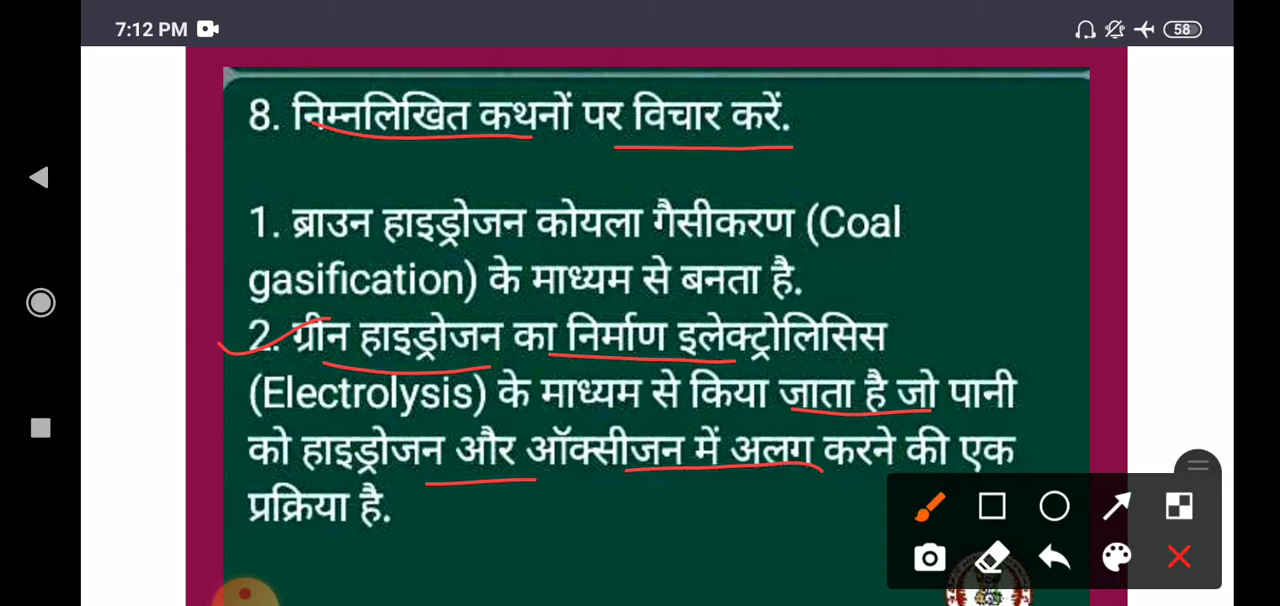 7:12 PM
58
8. निम्नलिखित कथनों पर विचार करें.
1. ब्राउन हाइड्रोजन कोयला गैसीकरण (Coal
gasification) के माध्यम से बनता है.
2. ग्रीन हाइड्रोजन का निर्माण इलेक्ट्रोलिसिस
(Electrolysis) के माध्यम से किया जाता है जो पानी
को हाइड्रोजन और ऑक्सीजन में अलग करने की एक
प्रक्रिया है.